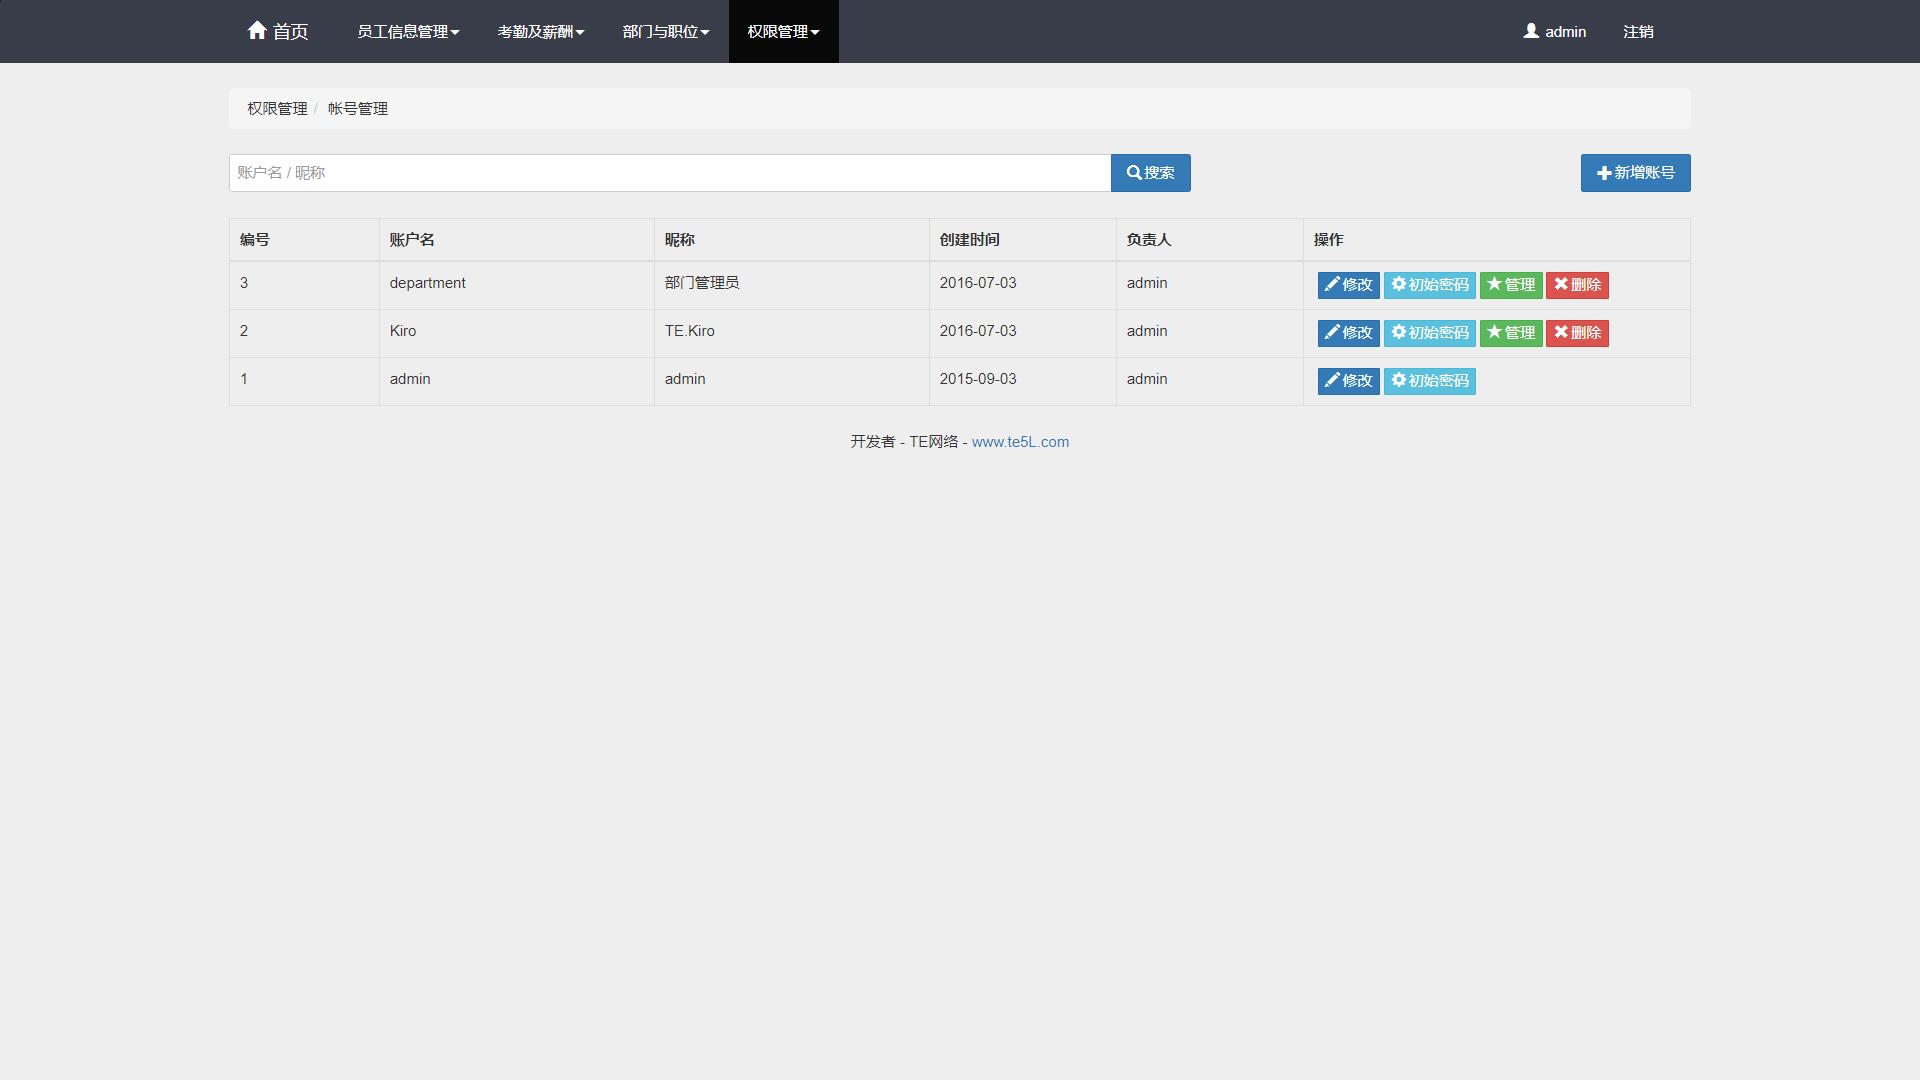 首页 员工信息管理 考勤及薪酬 部门与职位 权限管理 admin 注销
权限管理 / 帐号管理
账户名 / 昵称 搜索 新增账号
编号 账户名 昵称 创建时间 负责人 操作
3 department 部门管理员 2016-07-03 admin 修改 初始密码 管理 删除
2 Kiro TE.Kiro 2016-07-03 admin 修改 初始密码 管理 删除
1 admin admin 2015-09-03 admin 修改 初始密码
开发者 - TE网络 - www.te5L.com